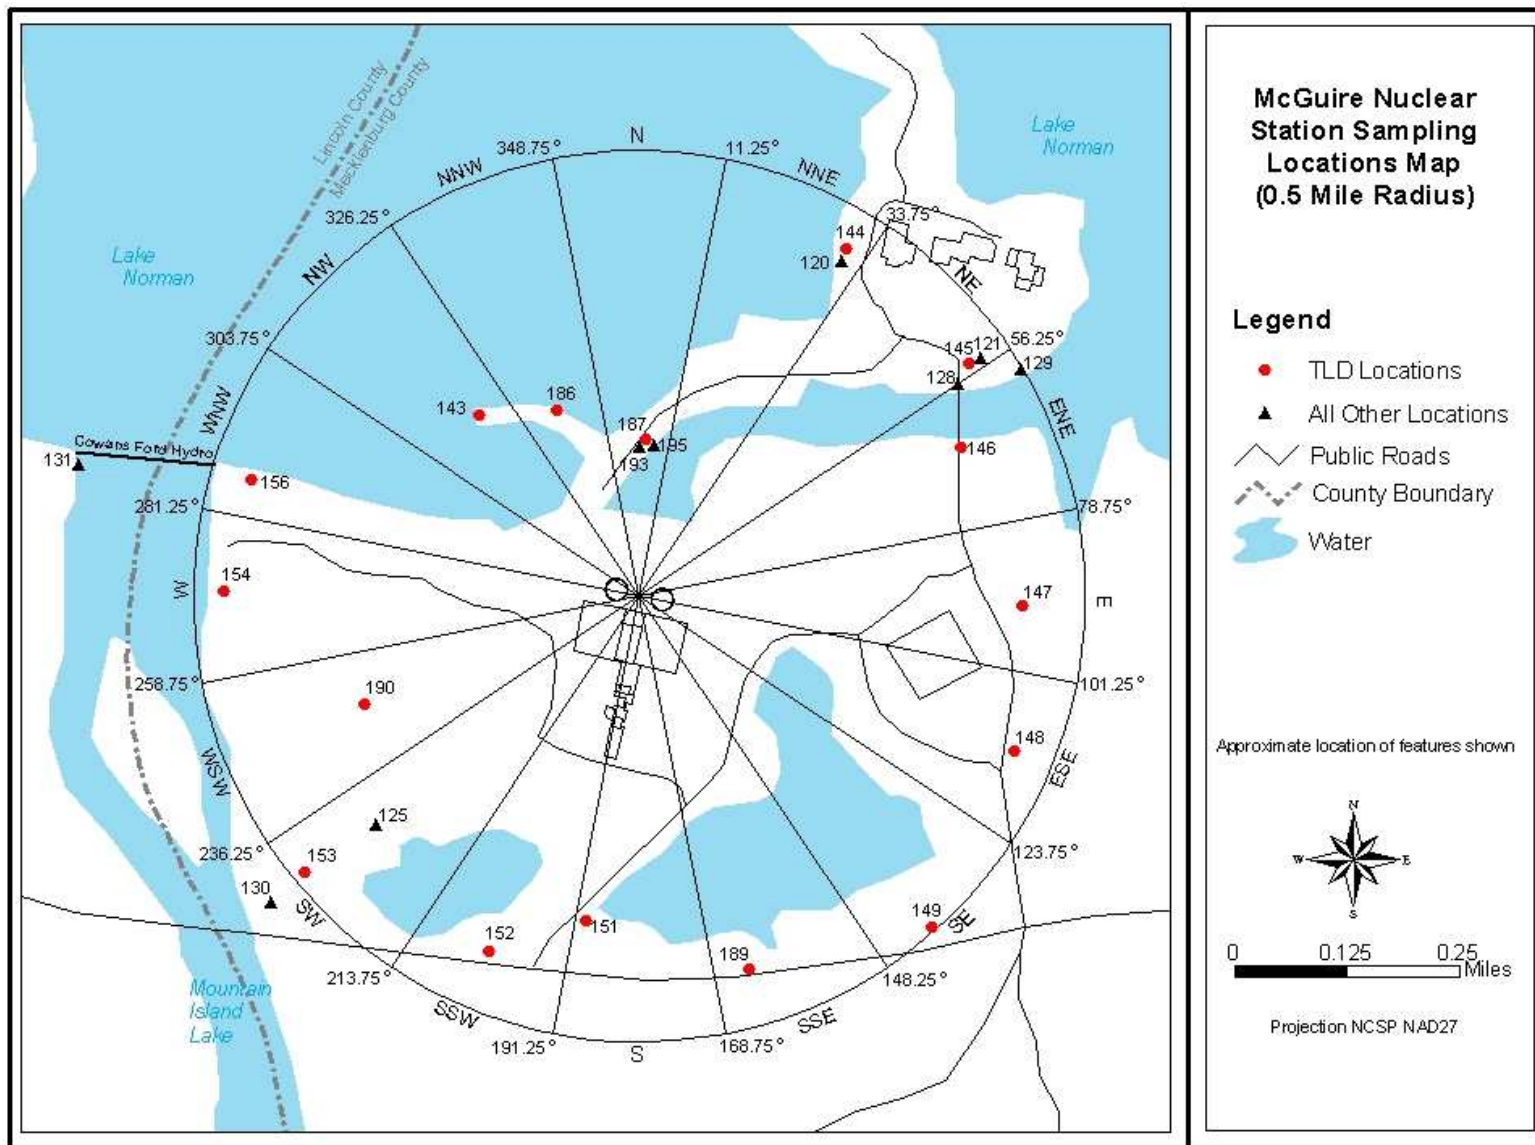 McGuire Nuclear
Station Sampling
Locations Map
(0.5 Mile Radius)
Legend
TLD Locations
All Other Locations
Public Roads
County Boundary
Water
Approximate location of features shown
N
W
E
S
0
0.125
0.25
Miles
Projection NCSP NAD27
Lincoln County
Mecklenburg County
Lake
Norman
Lake
Norman
N
348.75°
11.25°
NNW
NNE
326.25°
33.75°
144
120
NW
NE
303.75°
56.25°
145
121
129
128
WNW
ENE
143
186
187
193
195
146
Cowans Ford Hydro
131
156
281.25°
78.75°
154
147
W
E
258.75°
101.25°
190
148
WSW
ESE
125
236.25°
123.75°
153
130
SW
149
SE
152
151
189
213.75°
148.25°
Mountain
Island
Lake
SSW
SSE
191.25°
168.75°
S